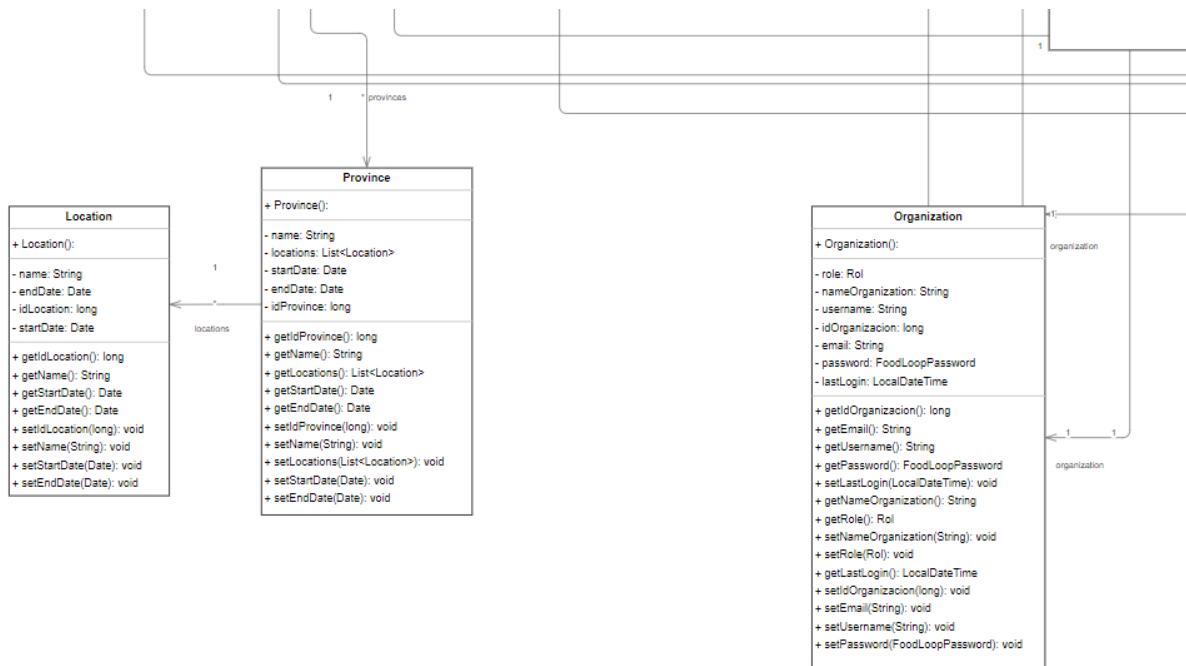 1
1
* provinces
Province
+ Province():
- name: String
- locations: List<Location>
- startDate: Date
- endDate: Date
- idProvince: long
+ getIdProvince(): long
+ getName(): String
+ getLocations(): List<Location>
+ getStartDate(): Date
+ getEndDate(): Date
+ setIdProvince(long): void
+ setName(String): void
+ setLocations(List<Location>): void
+ setStartDate(Date): void
+ setEndDate(Date): void
Location
+ Location():
- name: String
- endDate: Date
- idLocation: long
- startDate: Date
+ getIdLocation(): long
+ getName(): String
+ getStartDate(): Date
+ getEndDate(): Date
+ setIdLocation(long): void
+ setName(String): void
+ setStartDate(Date): void
+ setEndDate(Date): void
1
*
locations
Organization
+ Organization():
- role: Rol
- nameOrganization: String
- username: String
- idOrganizacion: long
- email: String
- password: FoodLoopPassword
- lastLogin: LocalDateTime
+ getIdOrganizacion(): long
+ getEmail(): String
+ getUsername(): String
+ getPassword(): FoodLoopPassword
+ setLastLogin(LocalDateTime): void
+ getNameOrganization(): String
+ getRole(): Rol
+ setNameOrganization(String): void
+ setRole(Rol): void
+ getLastLogin(): LocalDateTime
+ setIdOrganizacion(long): void
+ setEmail(String): void
+ setUsername(String): void
+ setPassword(FoodLoopPassword): void
1
organization
1 1
organization